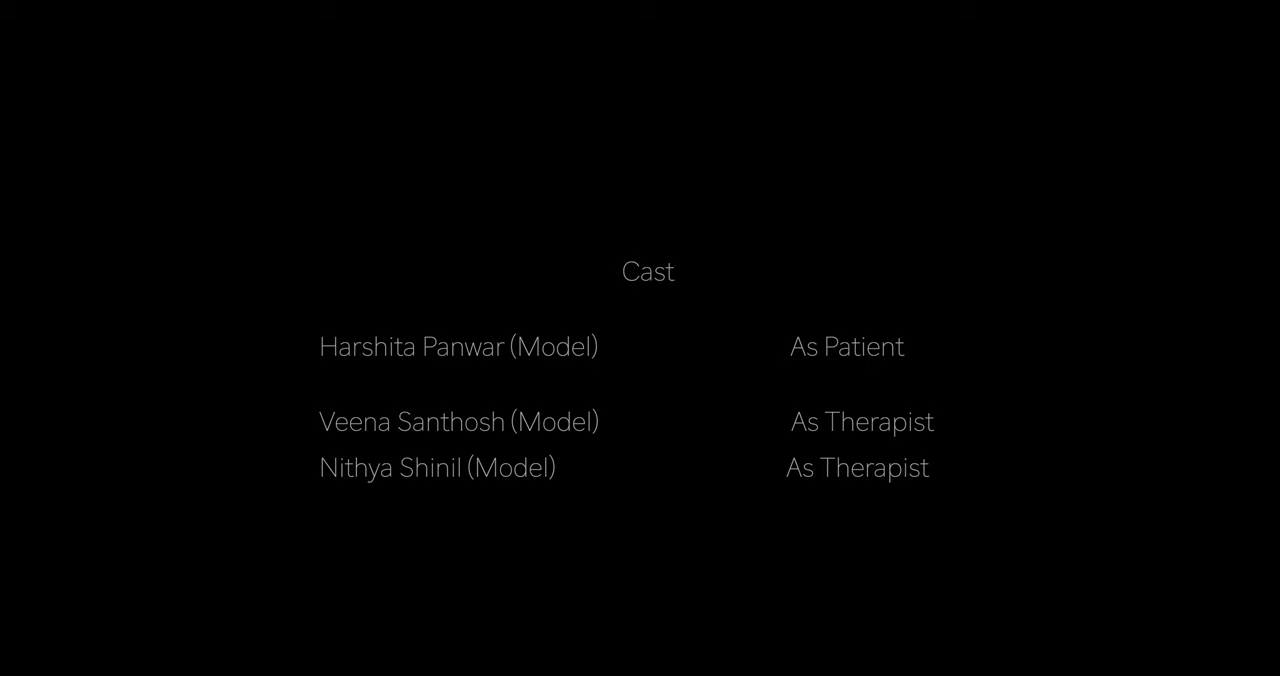 Cast
Harshita Panwar (Model) As Patient
Veena Santhosh (Model) As Therapist
Nithya Shinil (Model) As Therapist